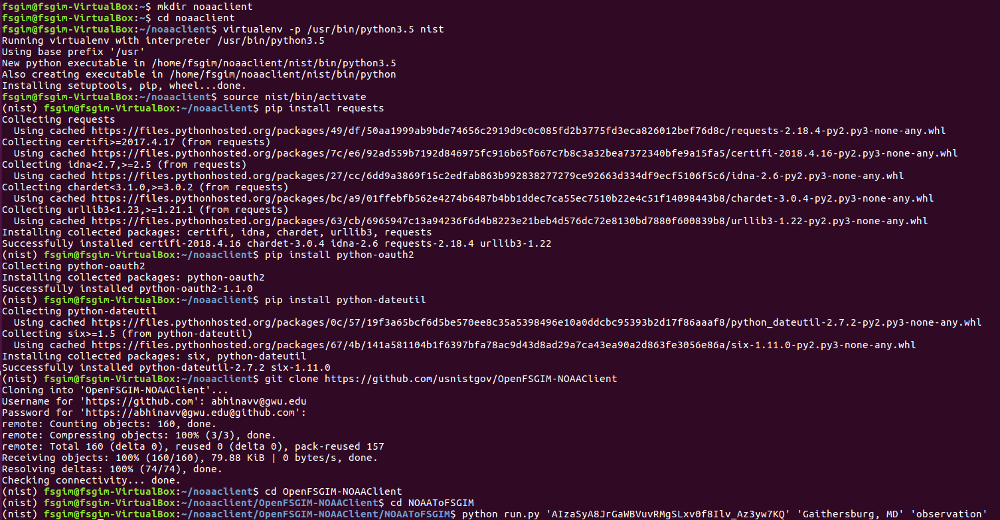 fsgim@fsgim-VirtualBox:~$ mkdir noaaclient
fsgim@fsgim-VirtualBox:~$ cd noaaclient
fsgim@fsgim-VirtualBox:~/noaaclient$ virtualenv -p /usr/bin/python3.5 nist
Running virtualenv with interpreter /usr/bin/python3.5
Using base prefix '/usr'
New python executable in /home/fsgim/noaaclient/nist/bin/python3.5
Also creating executable in /home/fsgim/noaaclient/nist/bin/python
Installing setuptools, pip, wheel...done.
fsgim@fsgim-VirtualBox:~/noaaclient$ source nist/bin/activate
(nist) fsgim@fsgim-VirtualBox:~/noaaclient$ pip install requests
Collecting requests
  Using cached https://files.pythonhosted.org/packages/49/df/50aa1999ab9bde74656c2919d9c0c085fd2b3775fd3eca826012bef76d8c/requests-2.18.4-py2.py3-none-any.whl
Collecting certifi>=2017.4.17 (from requests)
  Using cached https://files.pythonhosted.org/packages/7c/e6/92ad559b7192d846975fc916b65f667c7b8c3a32bea7372340bfe9a15fa5/certifi-2018.4.16-py2.py3-none-any.whl
Collecting idna<2.7,>=2.5 (from requests)
  Using cached https://files.pythonhosted.org/packages/27/cc/6dd9a3869f15c2edfab863b992838277279ce92663d334df9ecf5106f5c6/idna-2.6-py2.py3-none-any.whl
Collecting chardet<3.1.0,>=3.0.2 (from requests)
  Using cached https://files.pythonhosted.org/packages/bc/a9/01ffebfb562e4274b6487b4bb1ddec7ca55ec7510b22e4c51f14098443b8/chardet-3.0.4-py2.py3-none-any.whl
Collecting urllib3<1.23,>=1.21.1 (from requests)
  Using cached https://files.pythonhosted.org/packages/63/cb/6965947c13a94236f6d4b8223e21beb4d576dc72e8130bd7880f600839b8/urllib3-1.22-py2.py3-none-any.whl
Installing collected packages: certifi, idna, chardet, urllib3, requests
Successfully installed certifi-2018.4.16 chardet-3.0.4 idna-2.6 requests-2.18.4 urllib3-1.22
(nist) fsgim@fsgim-VirtualBox:~/noaaclient$ pip install python-oauth2
Collecting python-oauth2
Installing collected packages: python-oauth2
Successfully installed python-oauth2-1.1.0
(nist) fsgim@fsgim-VirtualBox:~/noaaclient$ pip install python-dateutil
Collecting python-dateutil
  Using cached https://files.pythonhosted.org/packages/0c/57/19f3a65bcf6d5be570ee8c35a5398496e10a0ddcbc95393b2d17f86aaaf8/python_dateutil-2.7.2-py2.py3-none-any.whl
Collecting six>=1.5 (from python-dateutil)
  Using cached https://files.pythonhosted.org/packages/67/4b/141a581104b1f6397bfa78ac9d43d8ad29a7ca43ea90a2d863fe3056e86a/six-1.11.0-py2.py3-none-any.whl
Installing collected packages: six, python-dateutil
Successfully installed python-dateutil-2.7.2 six-1.11.0
(nist) fsgim@fsgim-VirtualBox:~/noaaclient$ git clone https://github.com/usnistgov/OpenFSGIM-NOAAClient
Cloning into 'OpenFSGIM-NOAAClient'...
Username for 'https://github.com': abhinavv@gwu.edu
Password for 'https://abhinavv@gwu.edu@github.com':
remote: Counting objects: 160, done.
remote: Compressing objects: 100% (3/3), done.
remote: Total 160 (delta 0), reused 0 (delta 0), pack-reused 157
Receiving objects: 100% (160/160), 79.88 KiB | 0 bytes/s, done.
Resolving deltas: 100% (74/74), done.
Checking connectivity... done.
(nist) fsgim@fsgim-VirtualBox:~/noaaclient$ cd OpenFSGIM-NOAAClient
(nist) fsgim@fsgim-VirtualBox:~/noaaclient/OpenFSGIM-NOAAClient$ cd NOAAToFSGIM
(nist) fsgim@fsgim-VirtualBox:~/noaaclient/OpenFSGIM-NOAAClient/NOAAToFSGIM$ python run.py 'AIzaSyA8JrGaWBVuvRMgSLxv0f8Ilv_Az3yw7KQ' 'Gaithersburg, MD' 'observation'